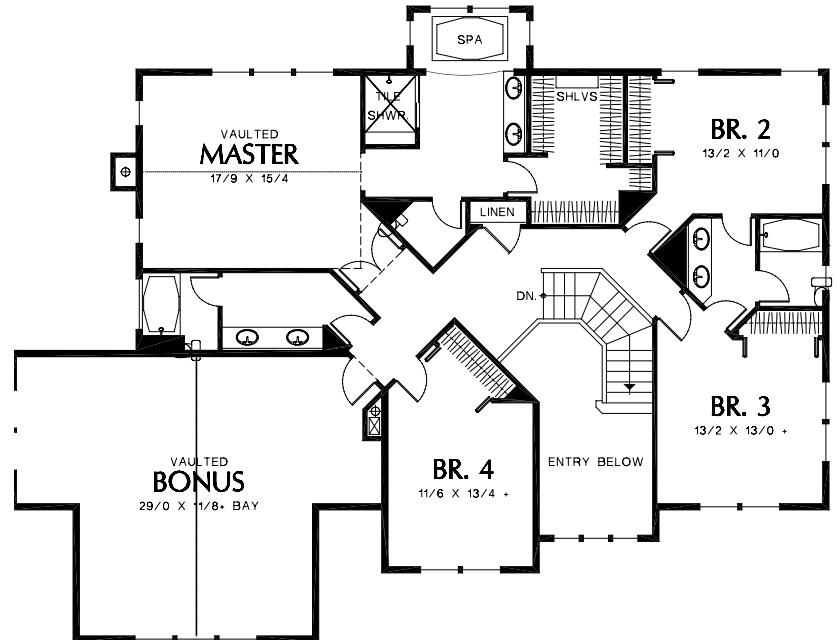 SPA
TILE
SHWR.
SHLVS
VAULTED
MASTER
17/9 X 15/4
BR. 2
13/2 X 11/0
LINEN
DN.
BR. 3
13/2 X 13/0 +
VAULTED
BONUS
29/0 X 11/8+ BAY
BR. 4
11/6 X 13/4 +
ENTRY BELOW